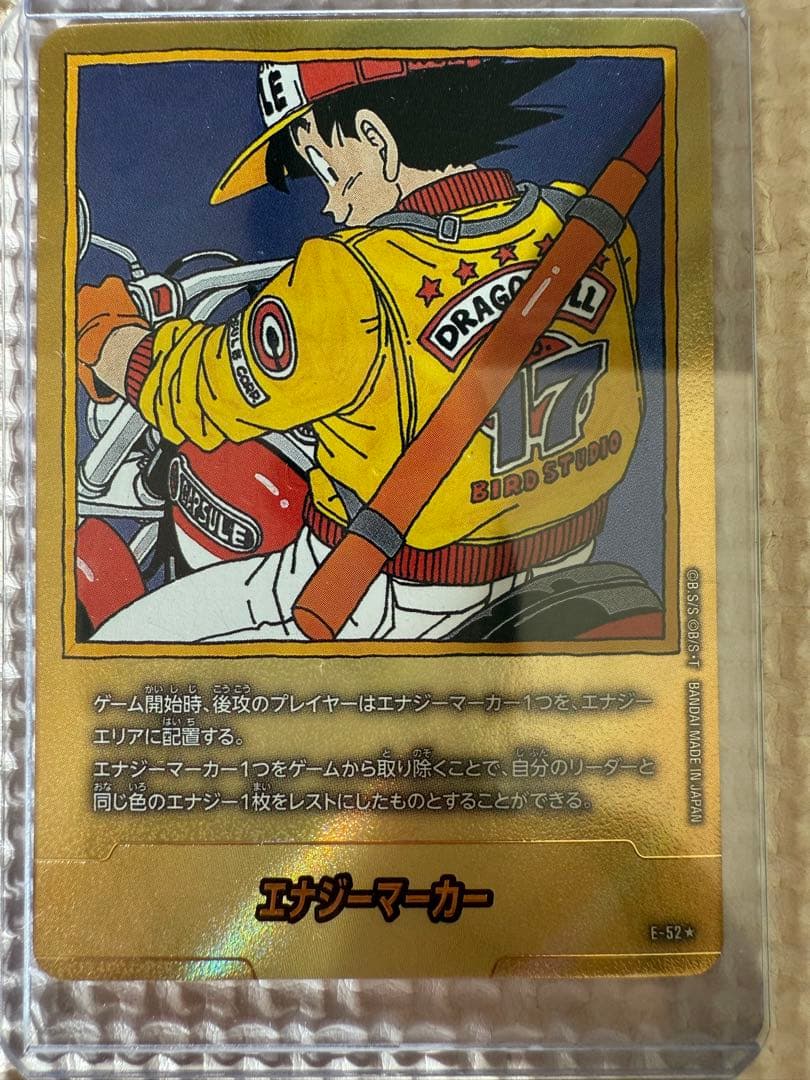 LE
DRAGON BALL
NO.
17
BIRD STUDIO
C
SULE CORP
CAPSULE
©B.S/S ©B/S・T BANDAI MADE IN JAPAN
ゲーム開始時、後攻のプレイヤーはエナジーマーカー1つを、エナジー
エリアに配置する。
エナジーマーカー1つをゲームから取り除くことで、自分のリーダーと
同じ色のエナジー1枚をレストにしたものとすることができる。
エナジーマーカー
E-52★